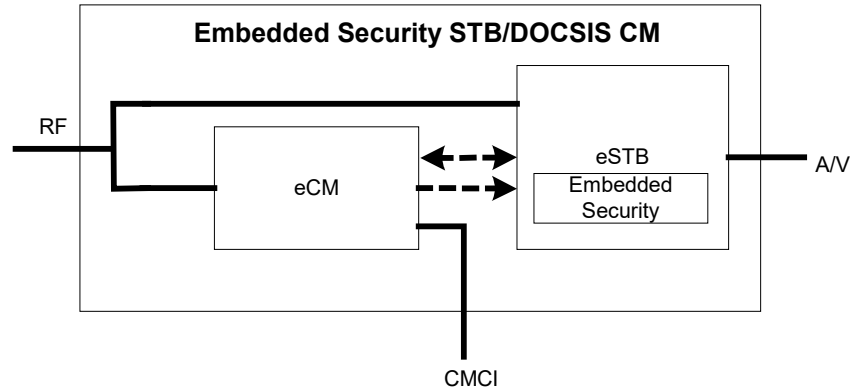 Embedded Security STB/DOCSIS CM
RF
eCM
eSTB
Embedded
Security
A/V
CMCI